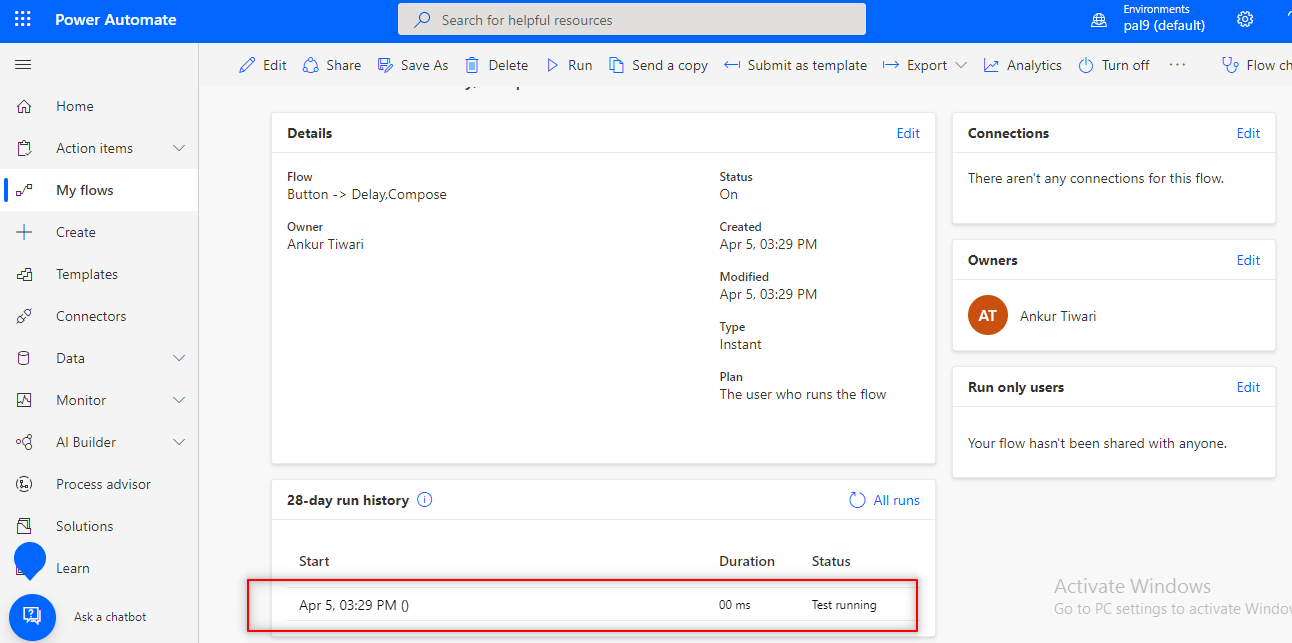 Power Automate
Search for helpful resources
Environments
pal9 (default)
Edit
Share
Save As
Delete
Run
Send a copy
Submit as template
Export
Analytics
Turn off
Flow ch
Home
Action items
My flows
Create
Templates
Connectors
Data
Monitor
AI Builder
Process advisor
Solutions
Learn
Ask a chatbot
Details
Edit
Flow
Button -> Delay,Compose
Owner
Ankur Tiwari
Status
On
Created
Apr 5, 03:29 PM
Modified
Apr 5, 03:29 PM
Type
Instant
Plan
The user who runs the flow
28-day run history
All runs
Start Duration Status
Apr 5, 03:29 PM () 00 ms Test running
Connections
Edit
There aren't any connections for this flow.
Owners
Edit
AT
Ankur Tiwari
Run only users
Edit
Your flow hasn't been shared with anyone.
Activate Windows
Go to PC settings to activate Windo